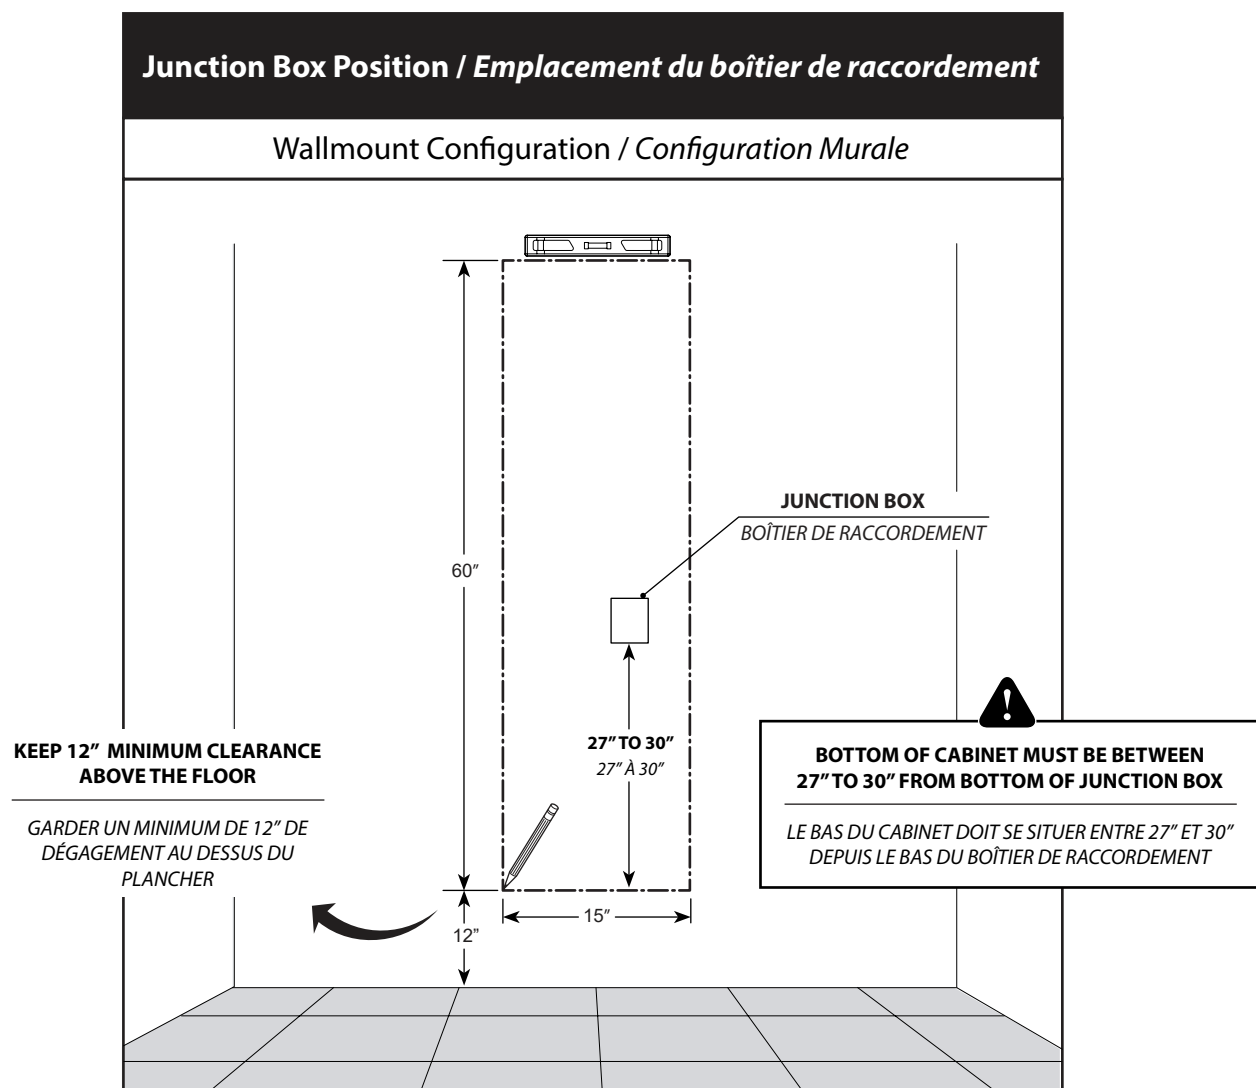 Junction Box Position / Emplacement du boîtier de raccordement
Wallmount Configuration / Configuration Murale
JUNCTION BOX
BOÎTIER DE RACCORDEMENT
60″
27″ TO 30″
27″ À 30″
KEEP 12″ MINIMUM CLEARANCE
ABOVE THE FLOOR
GARDER UN MINIMUM DE 12″ DE
DÉGAGEMENT AU DESSUS DU
PLANCHER
!
BOTTOM OF CABINET MUST BE BETWEEN
27″ TO 30″ FROM BOTTOM OF JUNCTION BOX
LE BAS DU CABINET DOIT SE SITUER ENTRE 27″ ET 30″
DEPUIS LE BAS DU BOÎTIER DE RACCORDEMENT
15″
12″